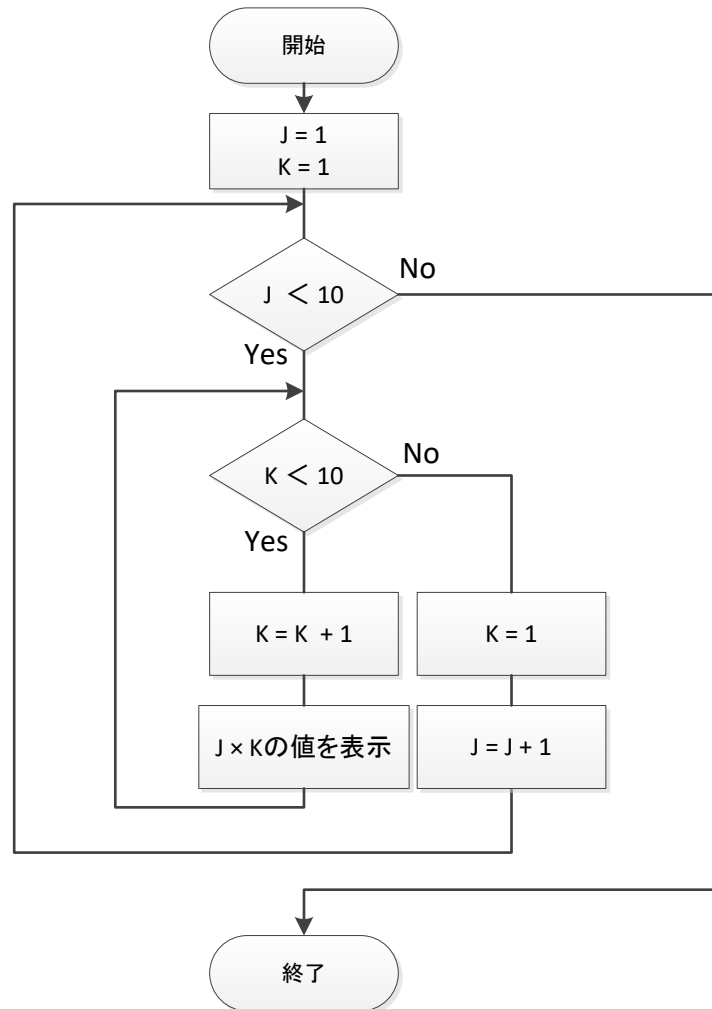 開始
J = 1
K = 1
J ＜ 10
No
Yes
K ＜ 10
No
Yes
K = K + 1
K = 1
J × Kの値を表示
J = J + 1
終了